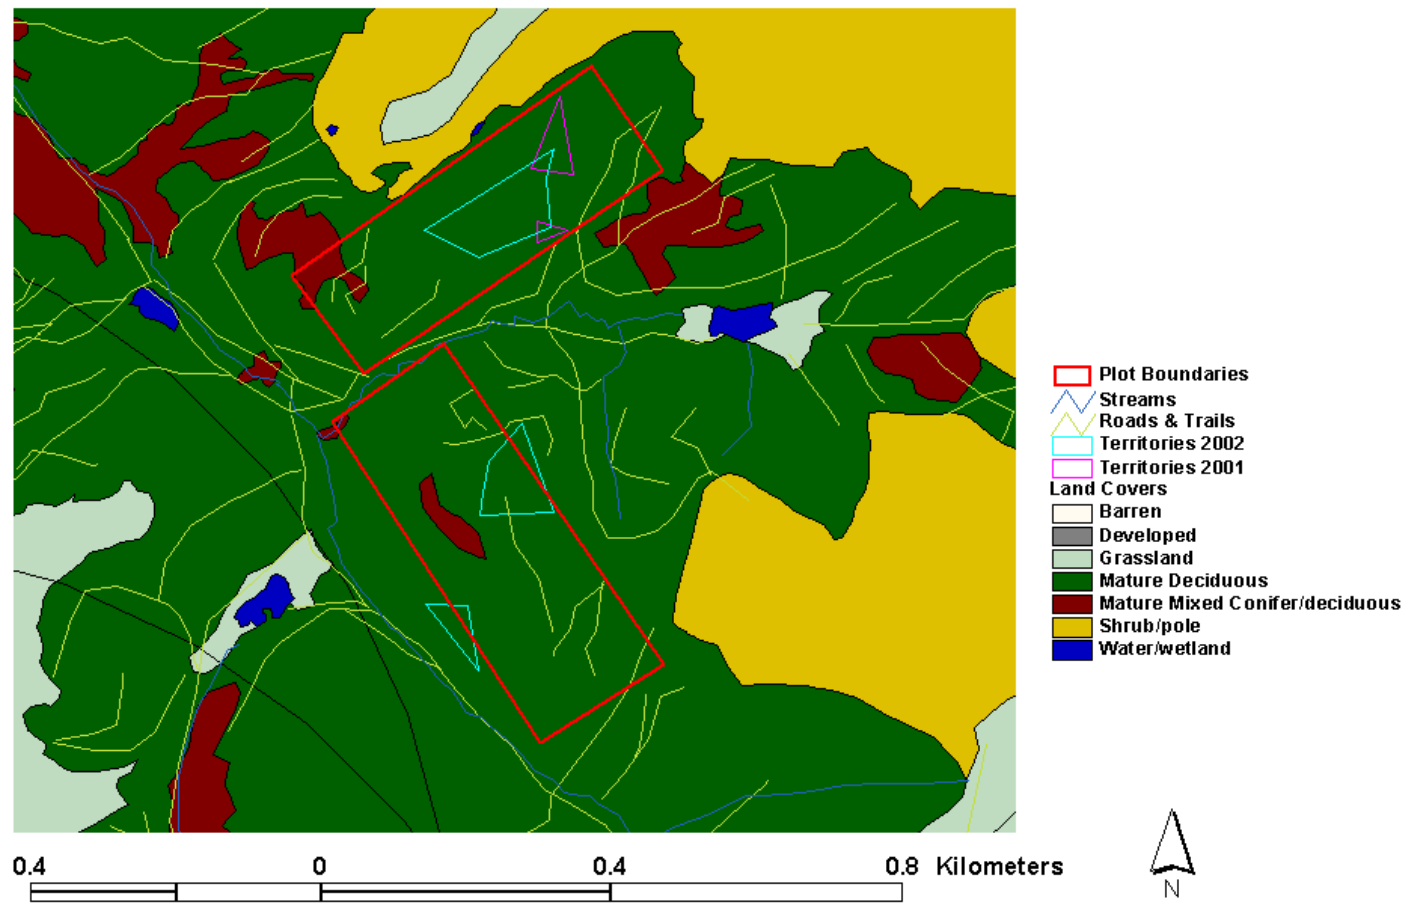 Plot Boundaries
Streams
Roads & Trails
Territories 2002
Territories 2001
Land Covers
Barren
Developed
Grassland
Mature Deciduous
Mature Mixed Conifer/deciduous
Shrub/pole
Water/wetland
0.4 0 0.4 0.8 Kilometers
N